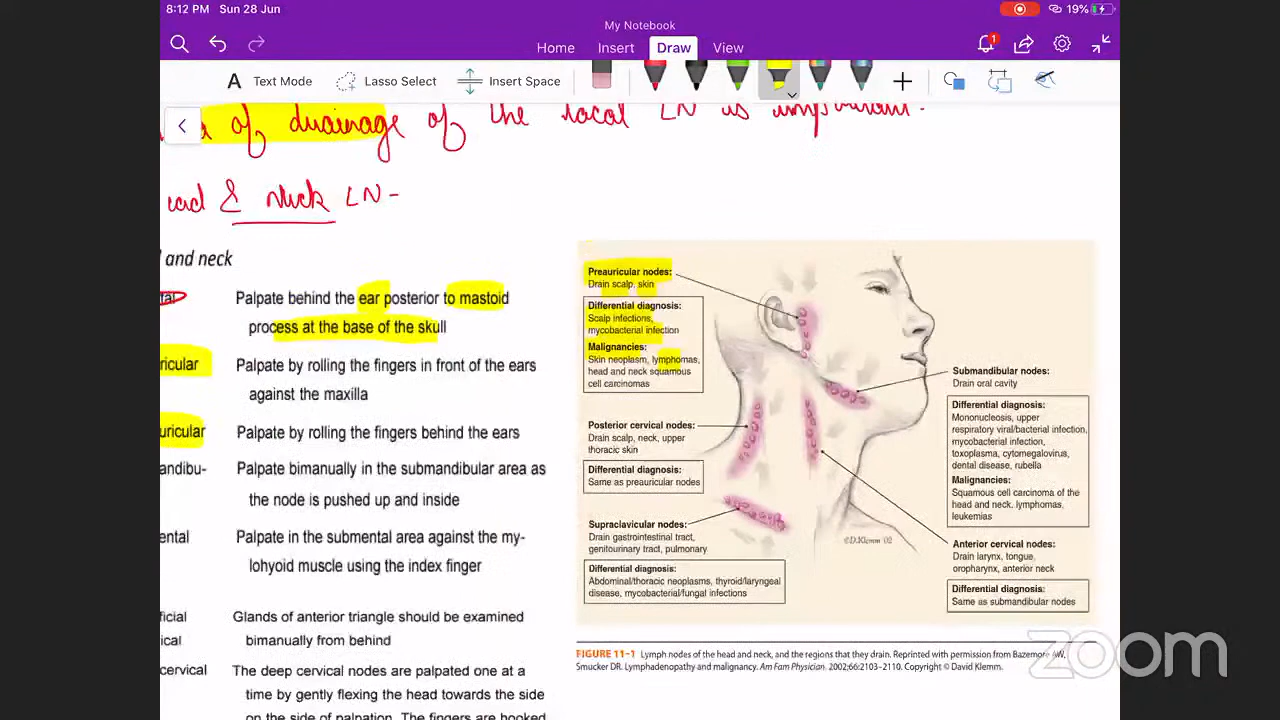 8:12 PM Sun 28 Jun
19%
My Notebook
Home Insert Draw View
1
Text Mode Lasso Select Insert Space
of drainage of the local LN is important.
ead & Neck LN-
l and neck
tal Palpate behind the ear posterior to mastoid
process at the base of the skull
ricular Palpate by rolling the fingers in front of the ears
against the maxilla
uricular Palpate by rolling the fingers behind the ears
andibu- Palpate bimanually in the submandibular area as
the node is pushed up and inside
ental Palpate in the submental area against the my-
lohyoid muscle using the index finger
ficial Glands of anterior triangle should be examined
ical bimanually from behind
cervical The deep cervical nodes are palpated one at a
time by gently flexing the head towards the side
on the side of palpation. The fingers are hooked
Preauricular nodes:
Drain scalp, skin
Differential diagnosis:
Scalp infections,
mycobacterial infection
Malignancies:
Skin neoplasm, lymphomas,
head and neck squamous
cell carcinomas
Posterior cervical nodes:
Drain scalp, neck, upper
thoracic skin
Differential diagnosis:
Same as preauricular nodes
Supraclavicular nodes:
Drain gastrointestinal tract,
genitourinary tract, pulmonary
Differential diagnosis:
Abdominal/thoracic neoplasms, thyroid/laryngeal
disease, mycobacterial/fungal infections
Submandibular nodes:
Drain oral cavity
Differential diagnosis:
Mononucleosis, upper
respiratory viral/bacterial infection,
mycobacterial infection,
toxoplasma, cytomegalovirus,
dental disease, rubella
Malignancies:
Squamous cell carcinoma of the
head and neck, lymphomas,
leukemias
Anterior cervical nodes:
Drain larynx, tongue,
oropharynx, anterior neck
Differential diagnosis:
Same as submandibular nodes
©D.Klemm '02
FIGURE 11-1 Lymph nodes of the head and neck, and the regions that they drain. Reprinted with permission from Bazemore AW,
Smucker DR. Lymphadenopathy and malignancy. Am Fam Physician. 2002;66:2103–2110. Copyright © David Klemm.
zoom